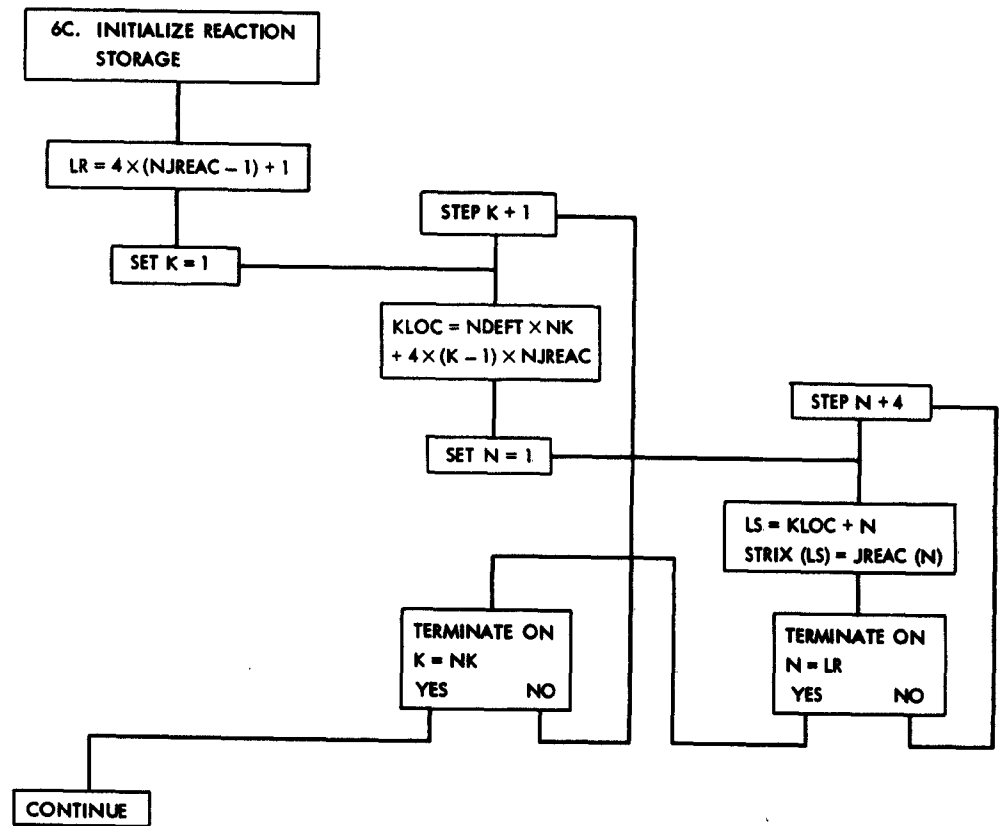 6C. INITIALIZE REACTION
STORAGE
LR = 4 × (NJREAC − 1) + 1
SET K = 1
STEP K + 1
KLOC = NDEFT × NK
+ 4 × (K − 1) × NJREAC
SET N = 1
STEP N + 4
LS = KLOC + N
STRIX (LS) = JREAC (N)
TERMINATE ON
N = LR
YES NO
TERMINATE ON
K = NK
YES NO
CONTINUE